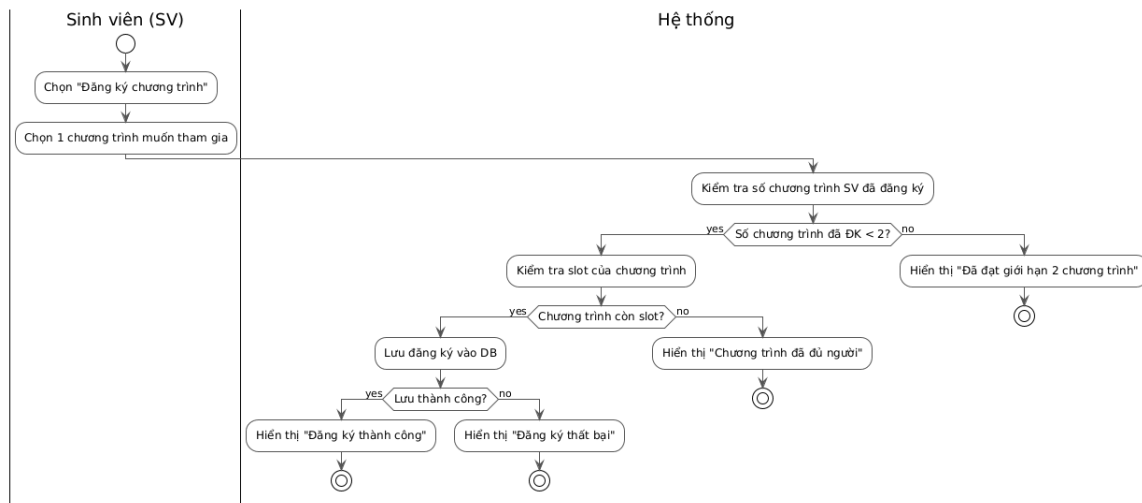 Sinh viên (SV)
Hệ thống
Chọn "Đăng ký chương trình"
Chọn 1 chương trình muốn tham gia
Kiểm tra số chương trình SV đã đăng ký
yes
Số chương trình đã ĐK < 2?
no
Kiểm tra slot của chương trình
Hiển thị "Đã đạt giới hạn 2 chương trình"
yes
Chương trình còn slot?
no
Lưu đăng ký vào DB
Hiển thị "Chương trình đã đủ người"
yes
Lưu thành công?
no
Hiển thị "Đăng ký thành công"
Hiển thị "Đăng ký thất bại"